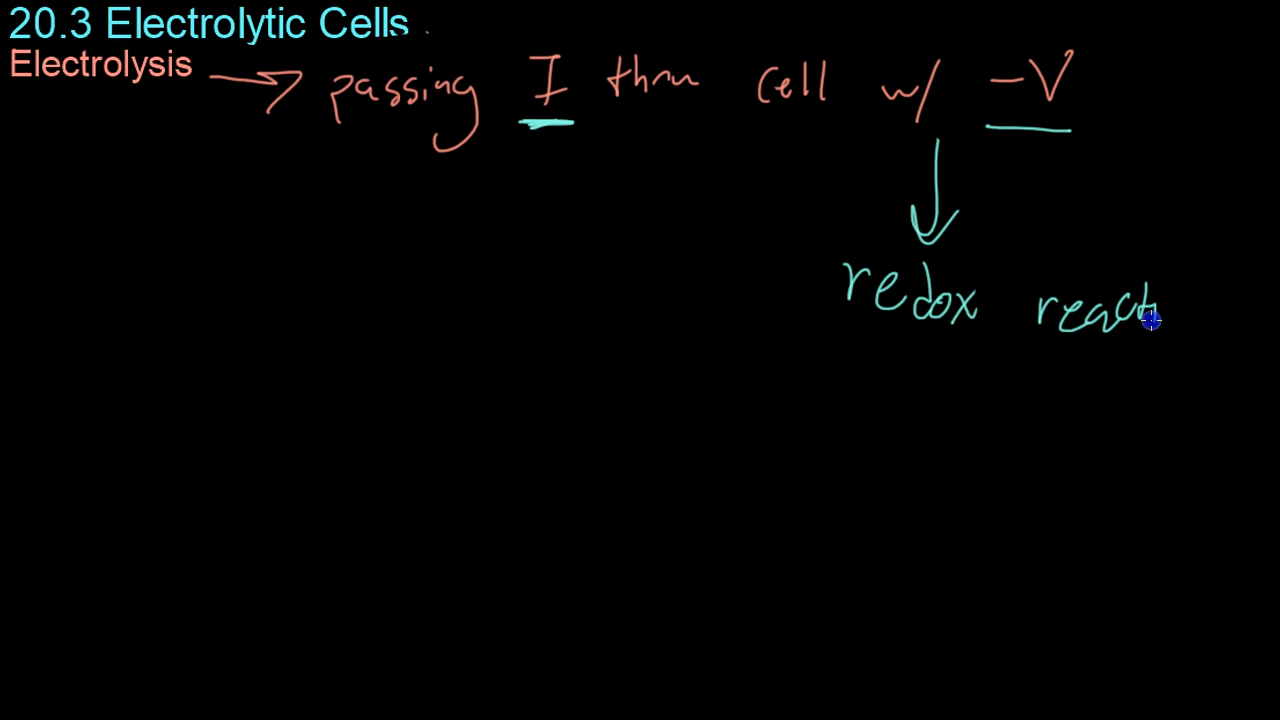 20.3 Electrolytic Cells
Electrolysis → passing I thru cell w/ -V
redox react